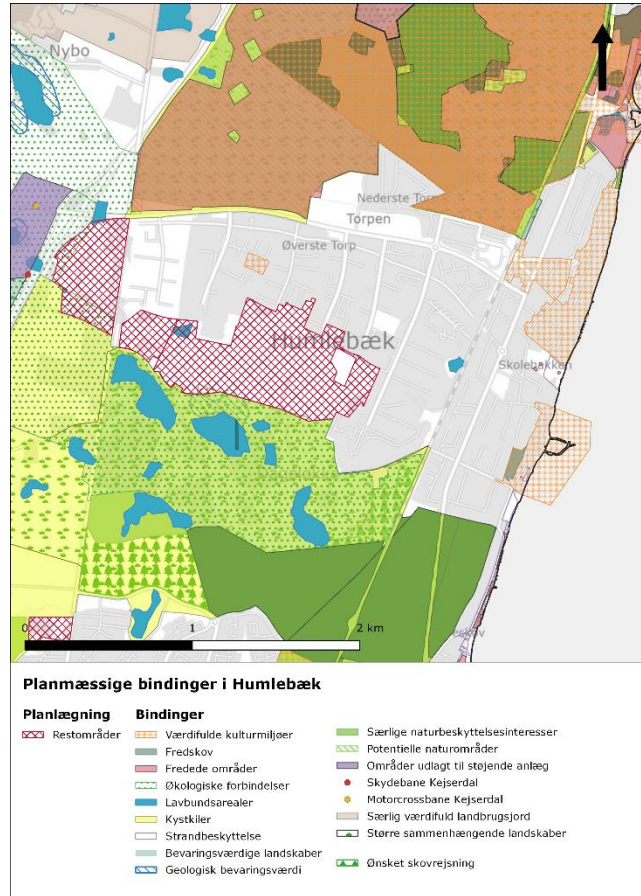 Nybo
Nederste Torp
Torpen
Øverste Torp
Humlebæk
Skolebakken
0 1 2 km
Planmæssige bindinger i Humlebæk
Planlægning
Restområder
Bindinger
Værdifulde kulturmiljøer
Fredskov
Fredede områder
Økologiske forbindelser
Lavbundsarealer
Kystkiler
Strandbeskyttelse
Bevaringsværdige landskaber
Geologisk bevaringsværdi
Særlige naturbeskyttelsesinteresser
Potentielle naturområder
Områder udlagt til støjende anlæg
Skydebane Kejserdal
Motorcrossbane Kejserdal
Særlig værdifuld landbrugsjord
Større sammenhængende landskaber
Ønsket skovrejsning